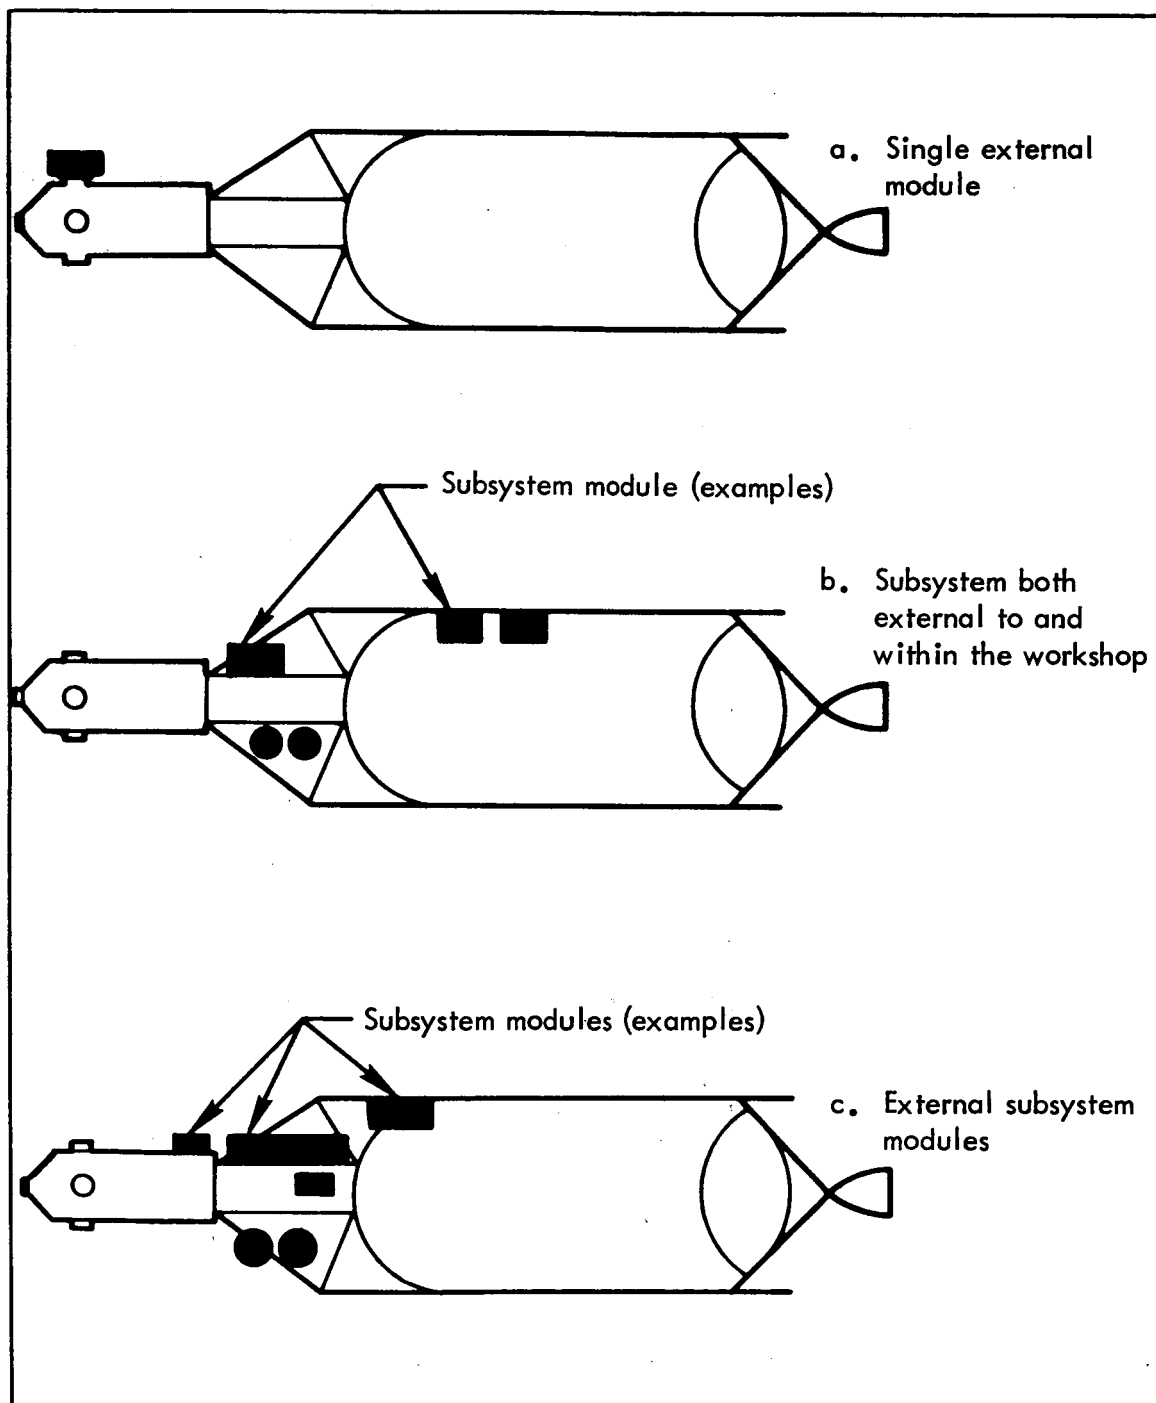 a. Single external
module
Subsystem module (examples)
b. Subsystem both
external to and
within the workshop
Subsystem modules (examples)
c. External subsystem
modules